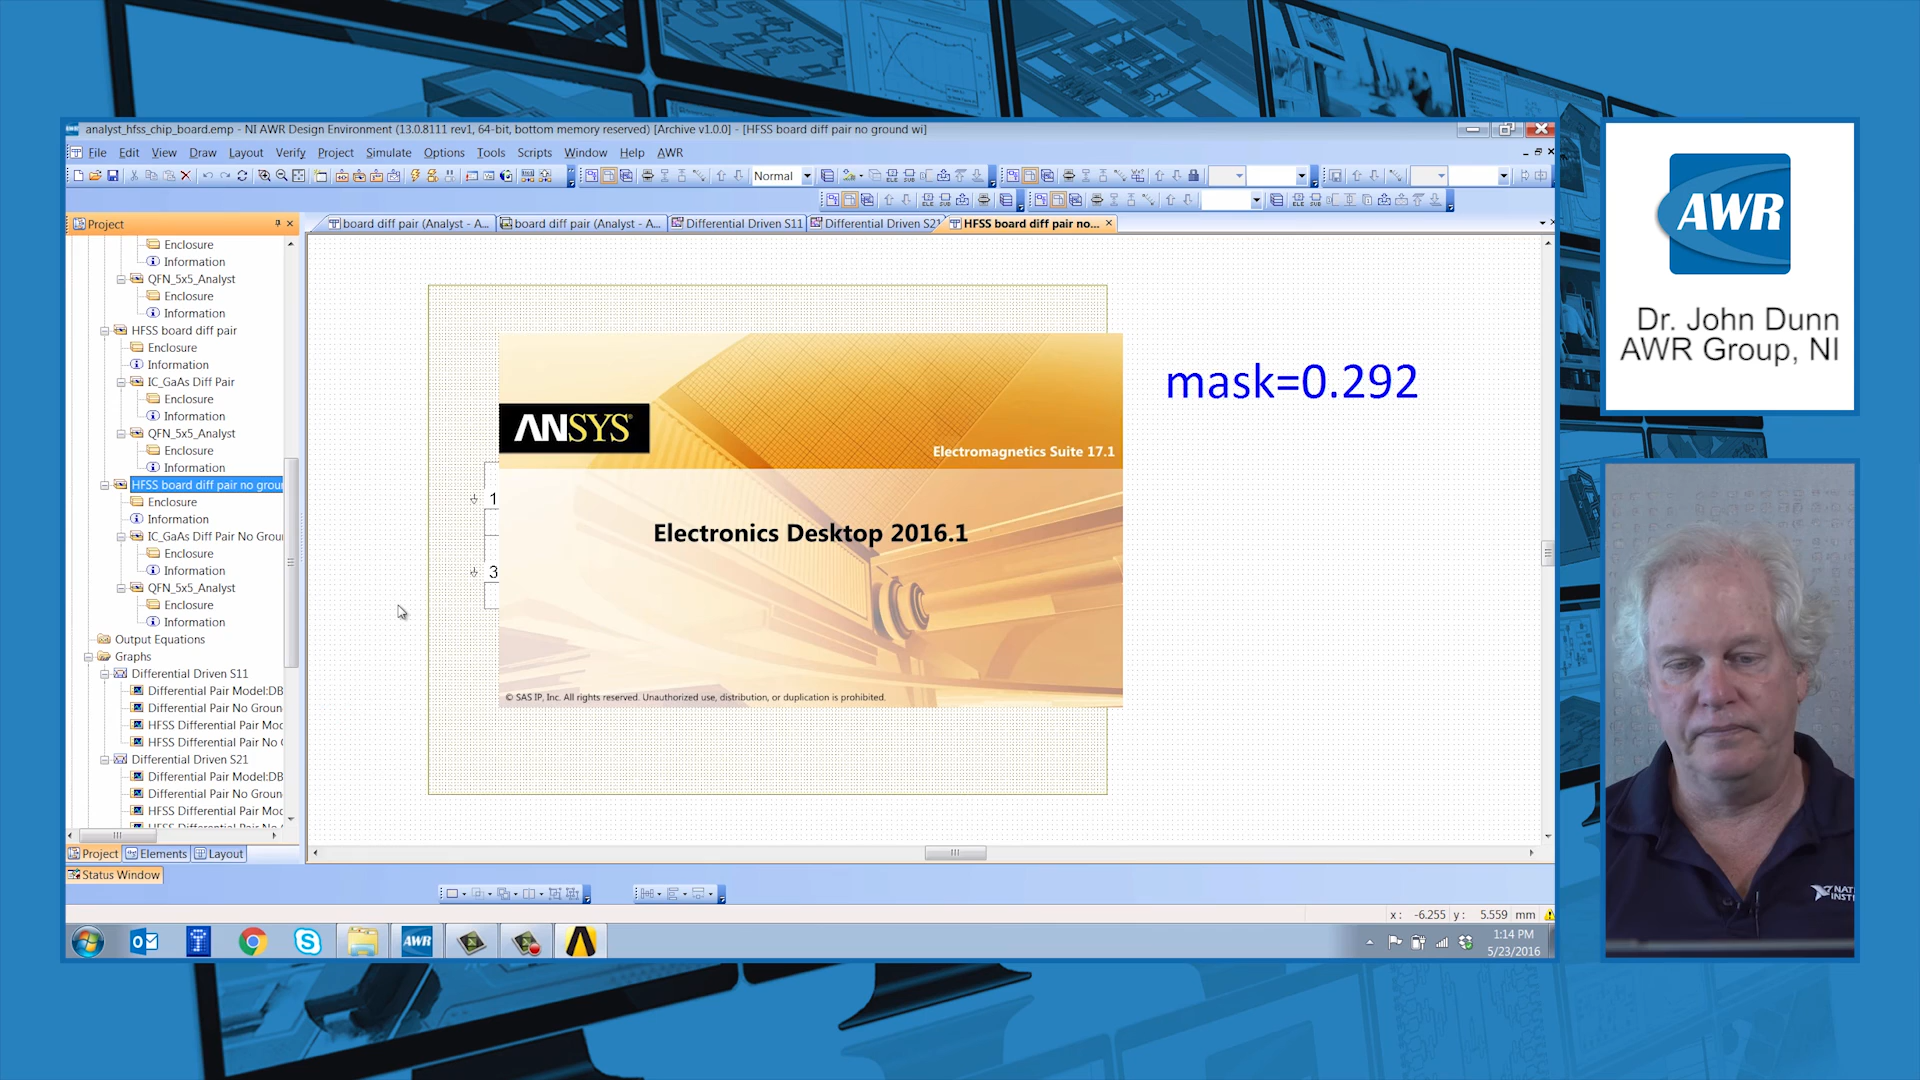 analyst_hfss_chip_board.emp - NI AWR Design Environment (13.0.8111 rev1, 64-bit, bottom memory reserved) [Archive v1.0.0] - [HFSS board diff pair no ground wi]
File Edit View Draw Layout Verify Project Simulate Options Tools Scripts Window Help AWR
Normal
Project
board diff pair (Analyst - A...
board diff pair (Analyst - A...
Differential Driven S11
Differential Driven S21
HFSS board diff pair no...
Enclosure
Information
QFN_5x5_Analyst
Enclosure
Information
HFSS board diff pair
Enclosure
Information
IC_GaAs Diff Pair
Enclosure
Information
QFN_5x5_Analyst
Enclosure
Information
HFSS board diff pair no grou
Enclosure
Information
IC_GaAs Diff Pair No Grou
Enclosure
Information
QFN_5x5_Analyst
Enclosure
Information
Output Equations
Graphs
Differential Driven S11
Differential Pair Model:DB
Differential Pair No Groun
HFSS Differential Pair Mod
HFSS Differential Pair No
Differential Driven S21
Differential Pair Model:DB
Differential Pair No Groun
HFSS Differential Pair Mod
Project Elements Layout
Status Window
1
3
ANSYS
Electromagnetics Suite 17.1
Electronics Desktop 2016.1
© SAS IP, Inc. All rights reserved. Unauthorized use, distribution, or duplication is prohibited.
mask=0.292
x: -6.255 y: 5.559 mm
AWR
1:14 PM
5/23/2016
AWR
Dr. John Dunn
AWR Group, NI